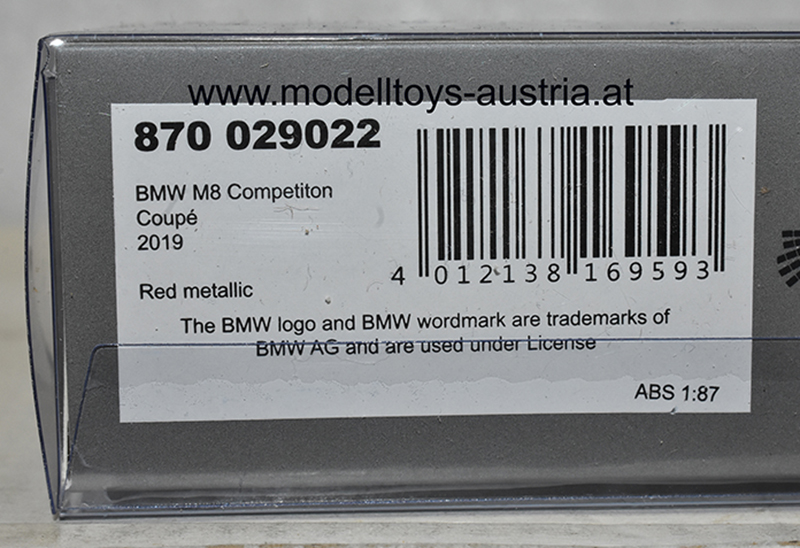 www.modelltoys-austria.at
870 029022
BMW M8 Competiton
Coupé
2019
Red metallic
4 012138 169593
The BMW logo and BMW wordmark are trademarks of
BMW AG and are used under License
ABS 1:87